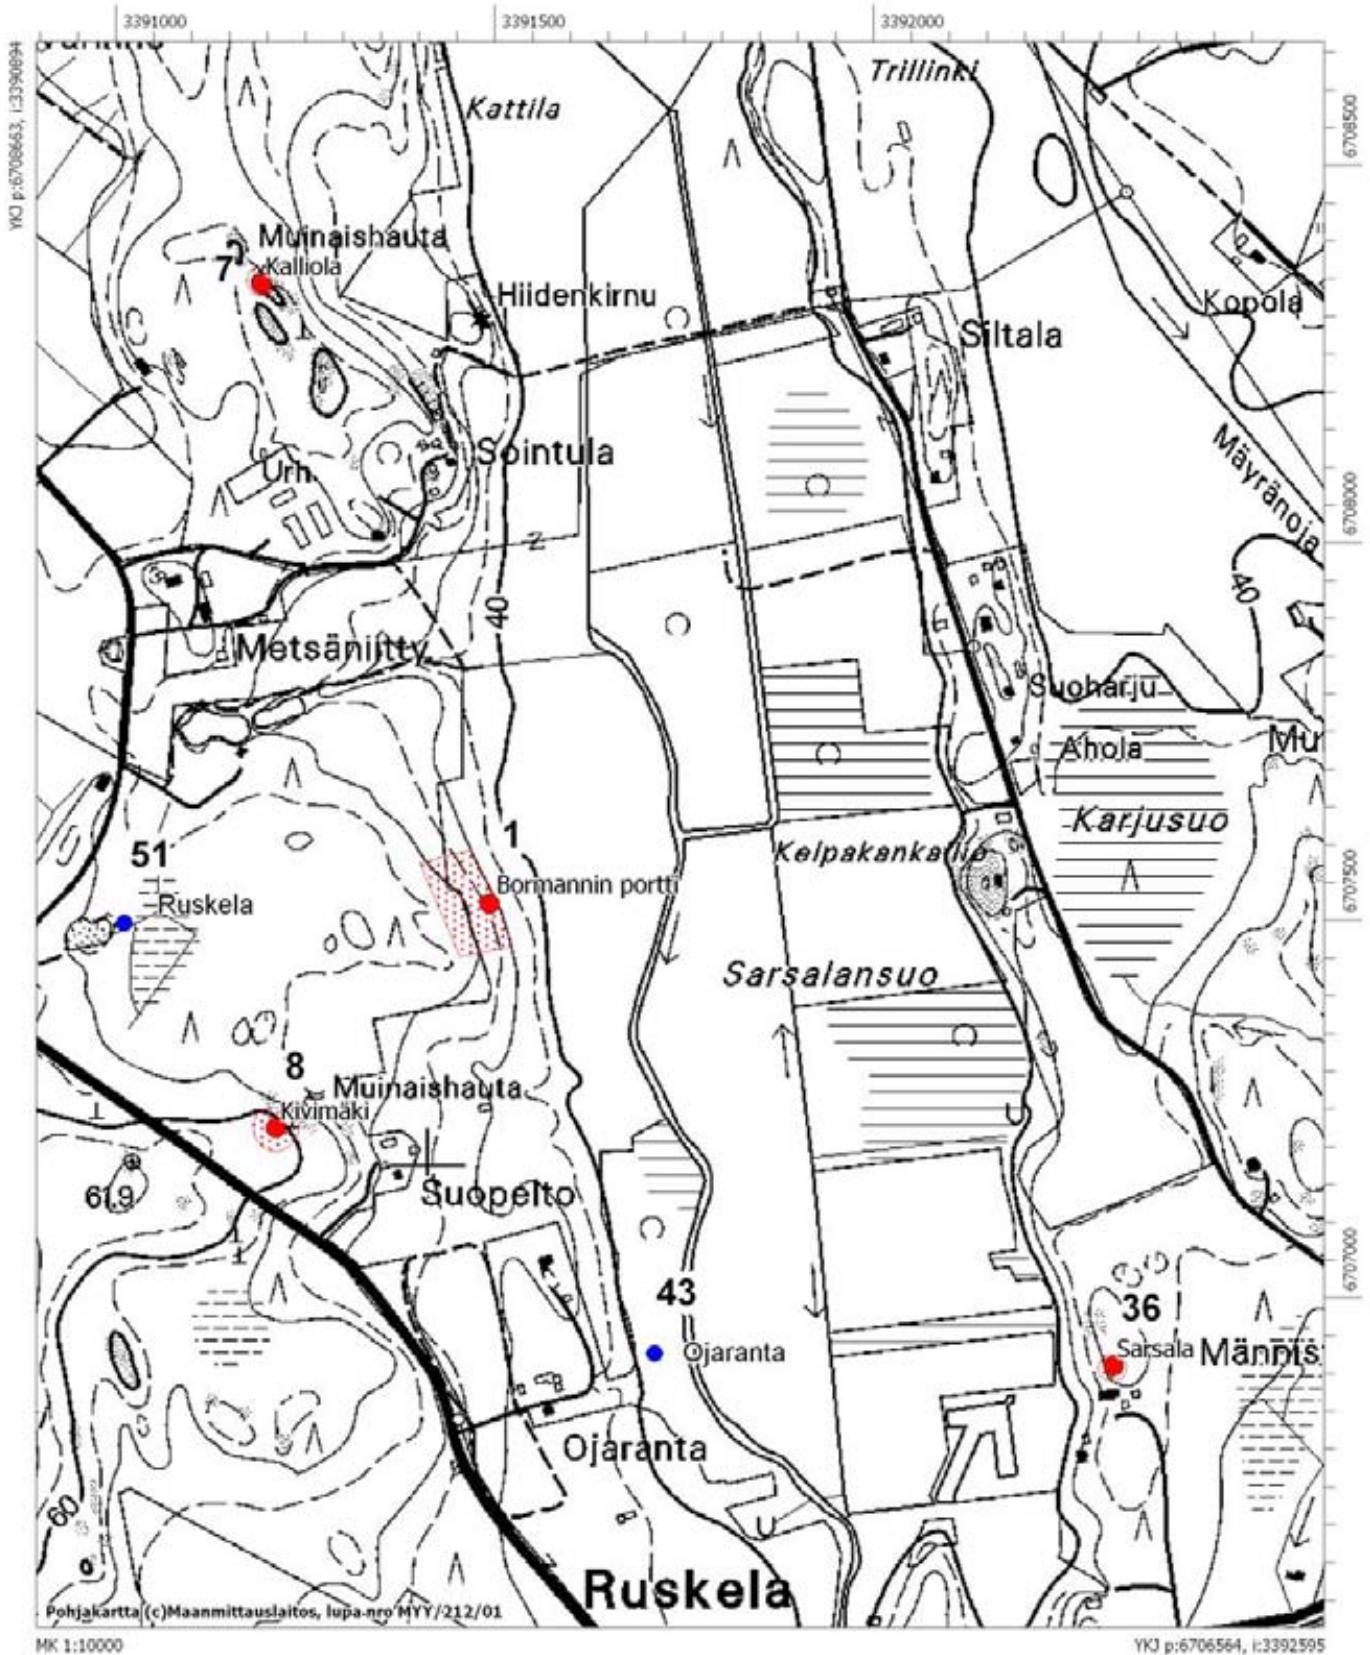 3391000
3391500
3392000
YKJ p:6708663, i:3390894
Trillinki
Kattila
6708500
Muinaishauta
7
Kalliola
Hiidenkirnu
Kopola
Siltala
Sointula
Urh.
Mäyränoja
6708000
40
40
Metsäniitty
Suoharju
Ahola
Mu
Karjusuo
1
51
Kelpakankallio
6707500
Bormannin portti
Ruskela
Sarsalansuo
8
Muinaishauta
Kivimäki
Suopelto
61.9
6707000
43
36
Ojaranta
Sarsala
Männis
Ojaranta
60
Ruskela
Pohjakartta (c)Maanmittauslaitos, lupa nro MYY/212/01
MK 1:10000
YKJ p:6706564, i:3392595